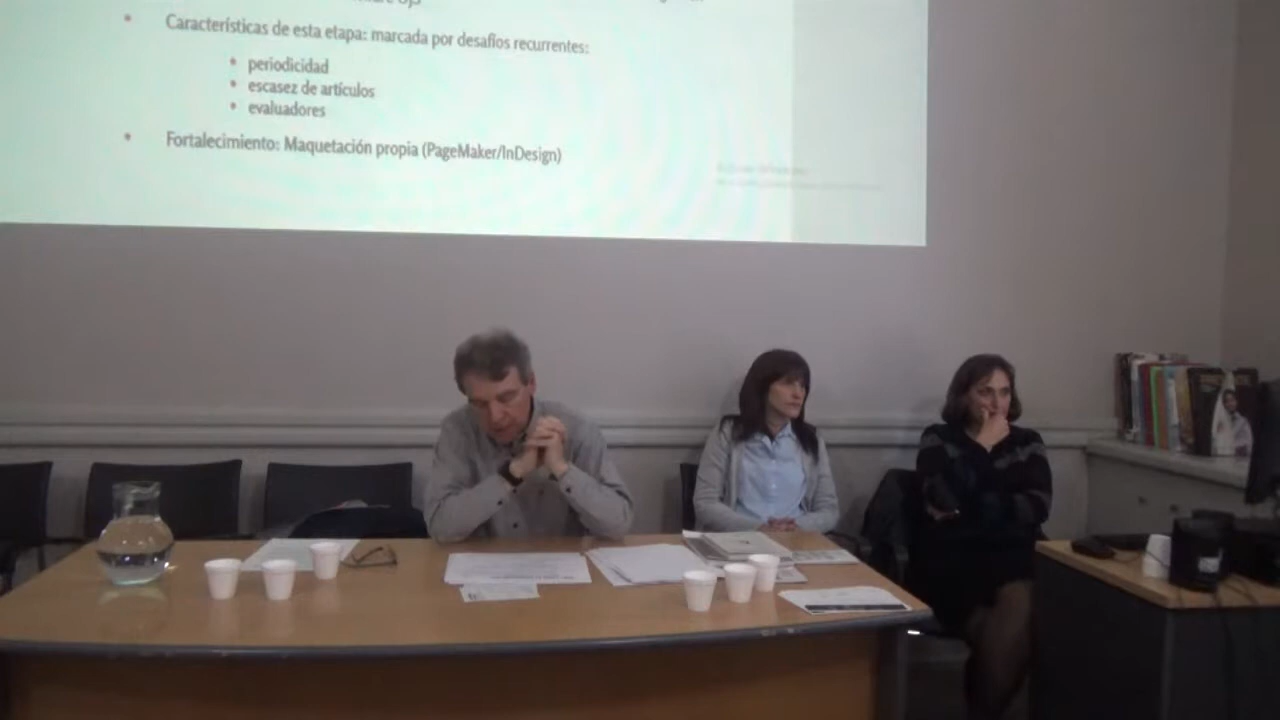 Características de esta etapa: marcada por desafíos recurrentes:
periodicidad
escasez de artículos
evaluadores
Fortalecimiento: Maquetación propia (PageMaker/InDesign)